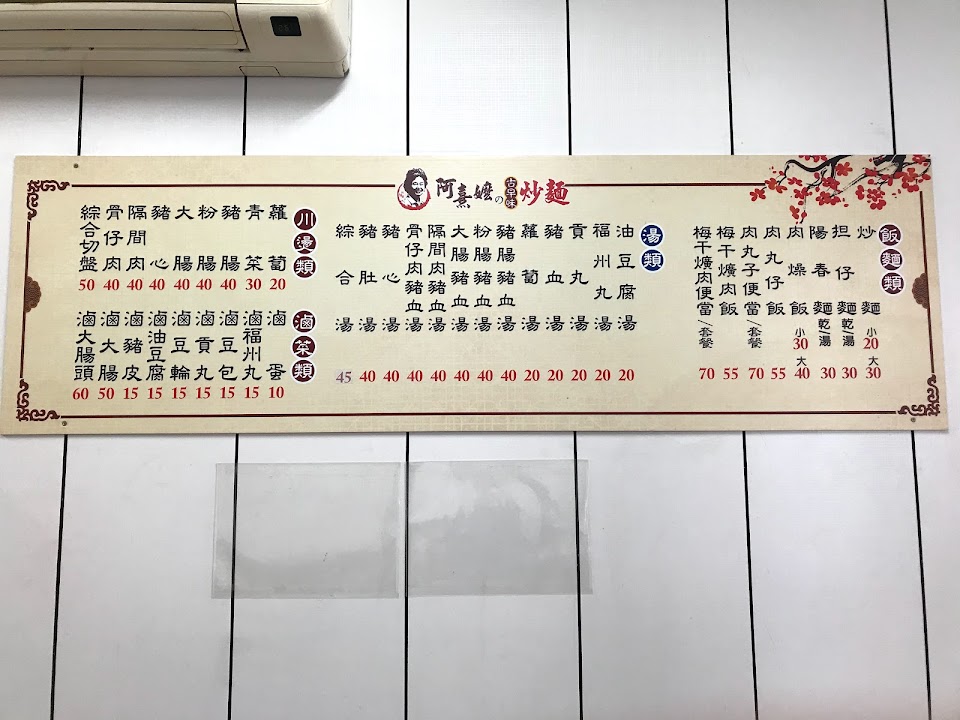 阿熹嬤の古早味炒麵
飯麵類
炒麵 小20 大30
担仔麵 乾/湯 30
陽春麵 乾/湯 30
肉燥飯 小30 大40
肉丸仔飯 55
肉丸子便當/套餐 70
梅干爌肉飯 55
梅干爌肉便當/套餐 70
湯類
油豆腐湯 20
福州丸湯 20
貢丸湯 20
豬血湯 20
蘿蔔湯 20
豬腸豬血湯 40
粉腸豬血湯 40
大腸豬血湯 40
隔間肉豬血湯 40
骨仔肉豬血湯 40
豬心湯 40
豬肚湯 40
綜合湯 45
川湯類
蘿蔔 20
青菜 30
豬腸 40
粉腸 40
大腸 40
豬心 40
隔間肉 40
骨仔肉 40
綜合切盤 50
滷菜類
滷蛋 10
滷福州丸 15
滷豆包 15
滷貢丸 15
滷豆輪 15
滷油豆腐 15
滷豬皮 15
滷大腸 50
滷大腸頭 60